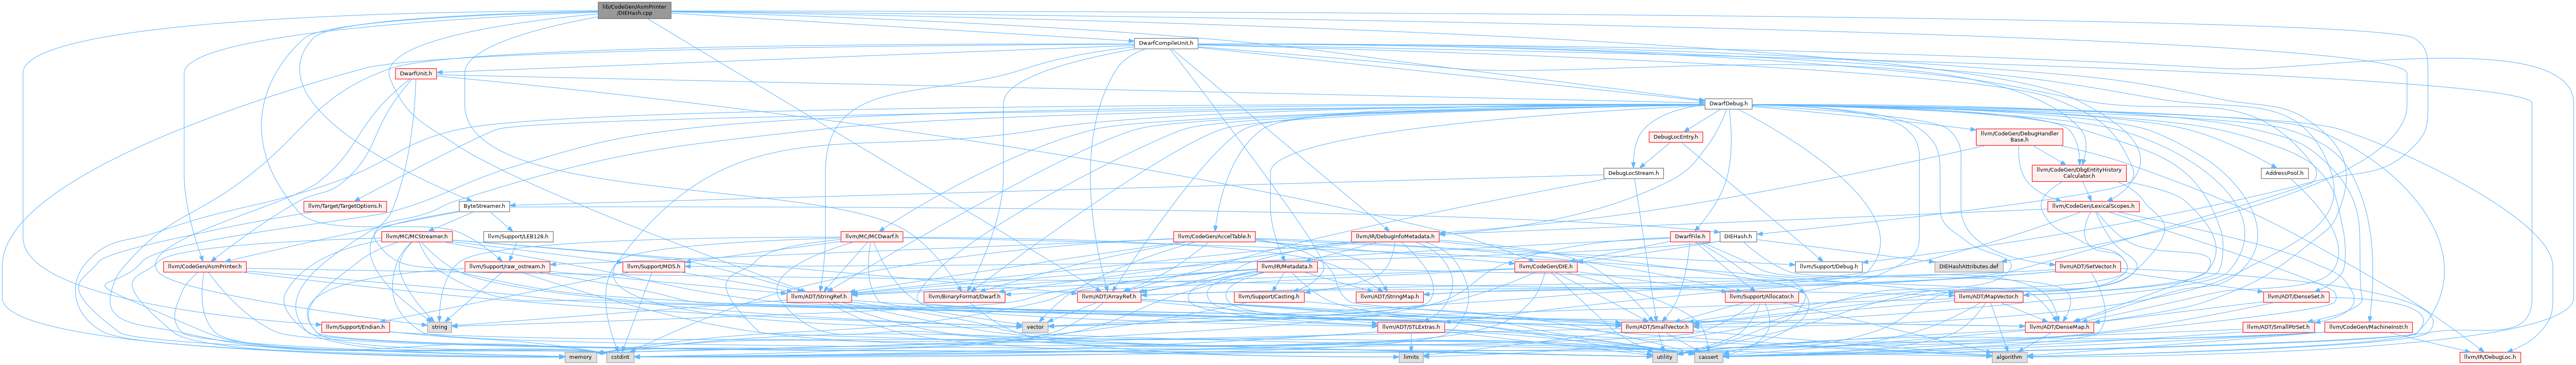 lib/CodeGen/AsmPrinter
/DIEHash.cpp
DwarfCompileUnit.h
DwarfUnit.h
DwarfDebug.h
DebugLocEntry.h
llvm/CodeGen/DebugHandler
Base.h
DebugLocStream.h
llvm/CodeGen/DbgEntityHistory
Calculator.h
AddressPool.h
llvm/Target/TargetOptions.h
ByteStreamer.h
llvm/CodeGen/LexicalScopes.h
llvm/MC/MCStreamer.h
llvm/Support/LEB128.h
llvm/MC/MCDwarf.h
llvm/CodeGen/AccelTable.h
llvm/IR/DebugInfoMetadata.h
DwarfFile.h
DIEHash.h
llvm/CodeGen/AsmPrinter.h
llvm/Support/raw_ostream.h
llvm/Support/MD5.h
llvm/CodeGen/DIE.h
llvm/IR/Metadata.h
llvm/Support/Debug.h
DIEHashAttributes.def
llvm/ADT/SetVector.h
llvm/ADT/StringRef.h
llvm/BinaryFormat/Dwarf.h
llvm/ADT/ArrayRef.h
llvm/Support/Casting.h
llvm/ADT/StringMap.h
llvm/Support/Allocator.h
llvm/ADT/MapVector.h
llvm/ADT/DenseSet.h
llvm/Support/Endian.h
string
vector
llvm/ADT/STLExtras.h
llvm/ADT/SmallVector.h
llvm/ADT/DenseMap.h
llvm/ADT/SmallPtrSet.h
llvm/CodeGen/MachineInstr.h
memory
cstdint
limits
utility
cassert
algorithm
llvm/IR/DebugLoc.h